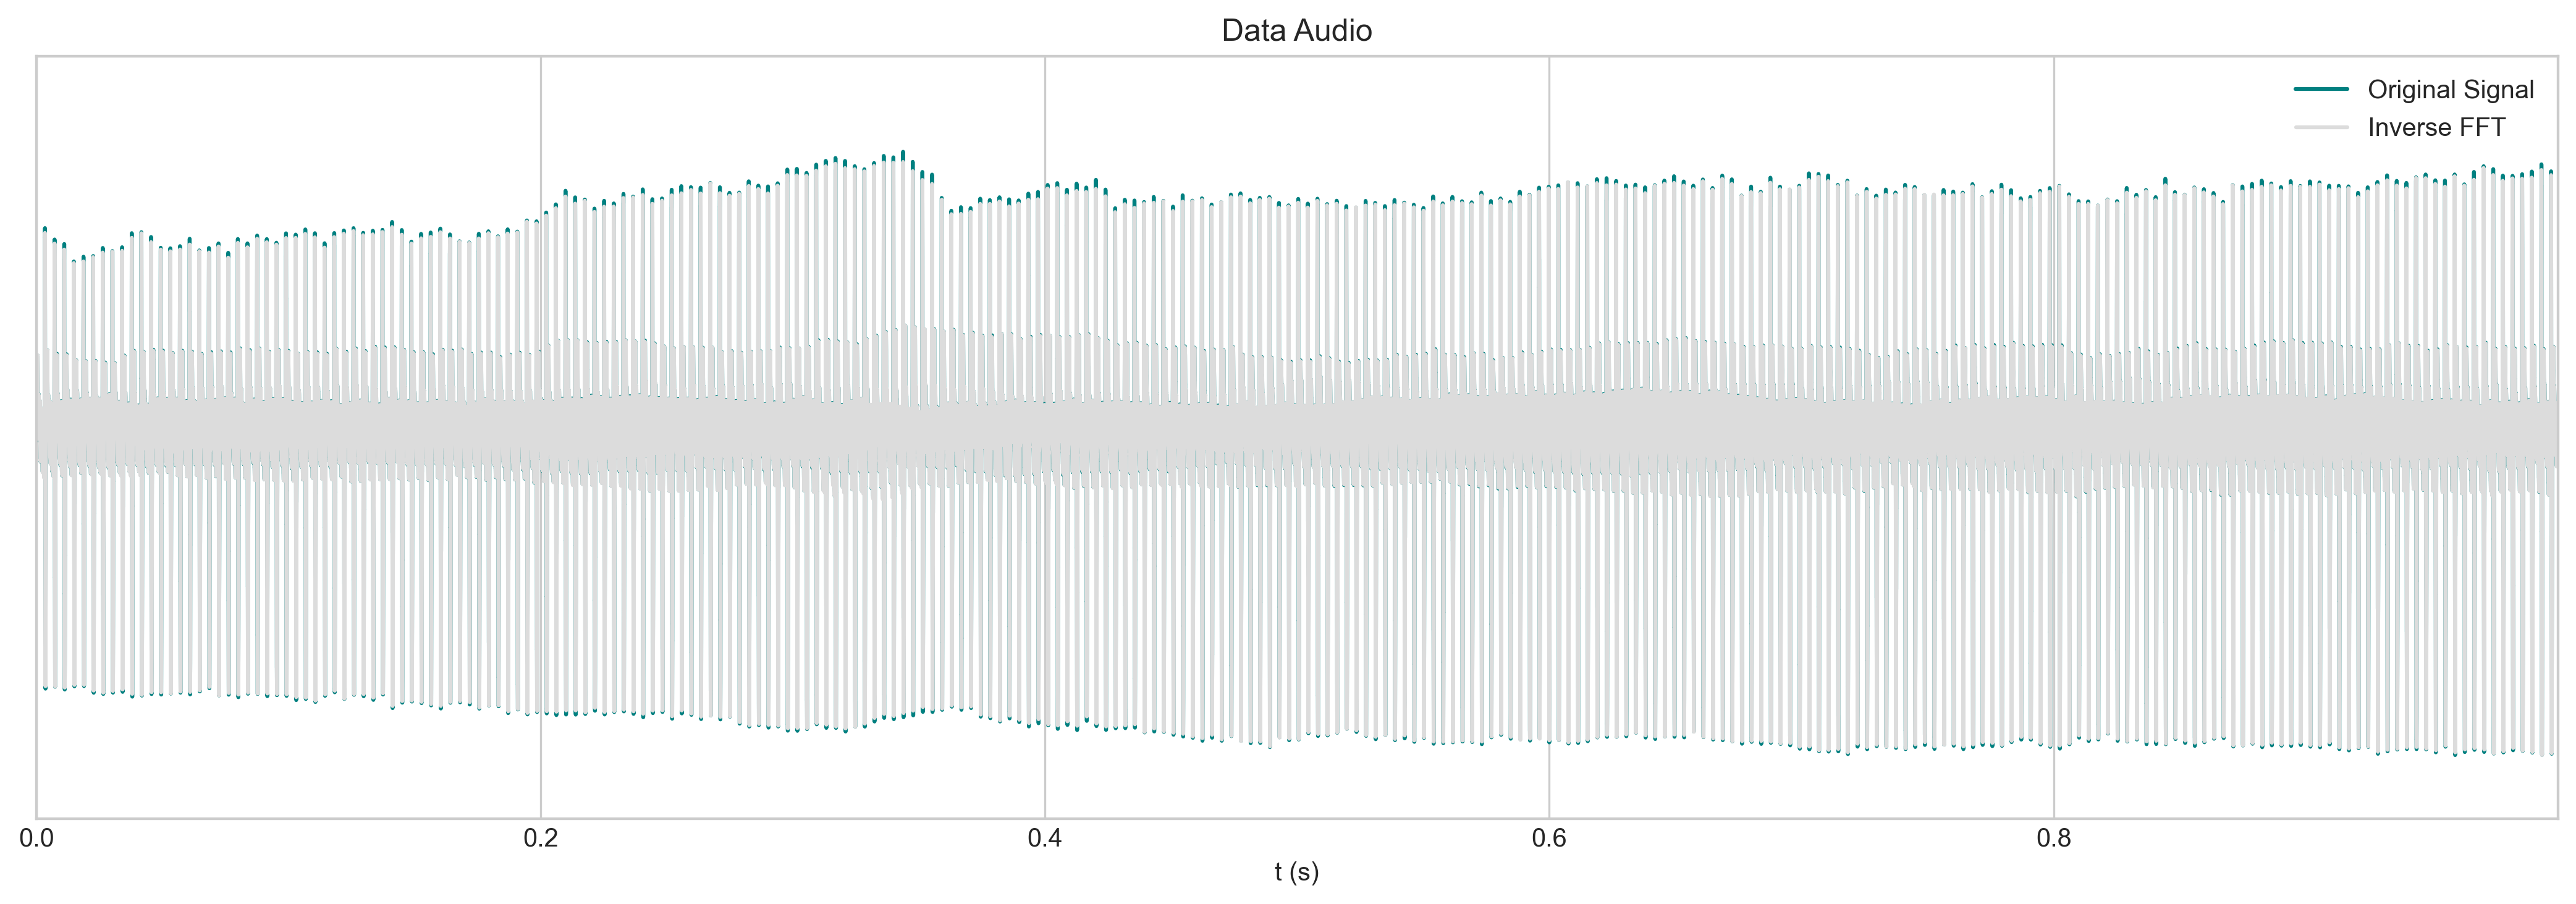 Data Audio
Original Signal
Inverse FFT
0.0 0.2 0.4 0.6 0.8
t (s)